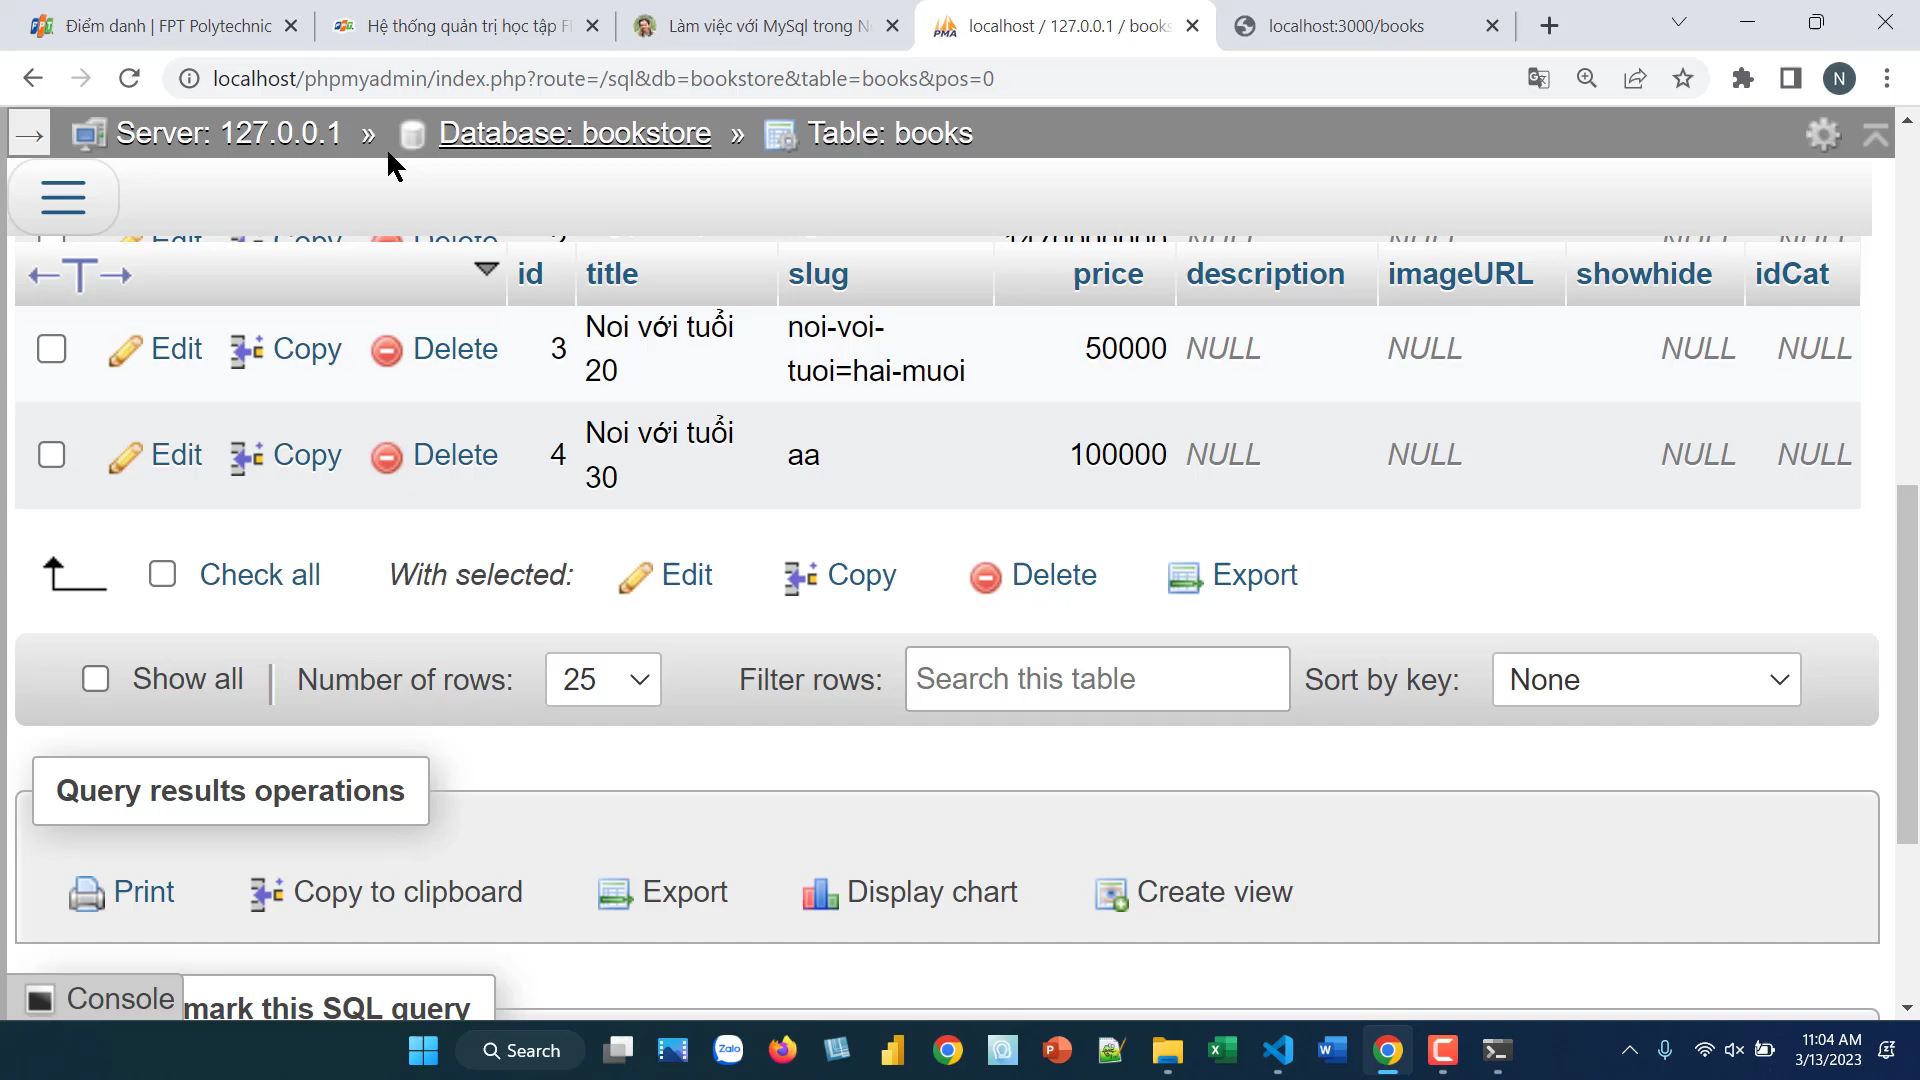 Điểm danh | FPT Polytechnic
Hệ thống quản trị học tập F
Làm việc với MySql trong N
localhost / 127.0.0.1 / books
localhost:3000/books
localhost/phpmyadmin/index.php?route=/sql&db=bookstore&table=books&pos=0
N
Server: 127.0.0.1 » Database: bookstore » Table: books
id title slug price description imageURL showhide idCat
Edit Copy Delete 3 Noi với tuổi 20 noi-voi-tuoi=hai-muoi 50000 NULL NULL NULL NULL
Edit Copy Delete 4 Noi với tuổi 30 aa 100000 NULL NULL NULL NULL
Check all With selected: Edit Copy Delete Export
Show all Number of rows: 25 Filter rows: Search this table Sort by key: None
Query results operations
Print Copy to clipboard Export Display chart Create view
Console
mark this SQL query
Search
Zalo
11:04 AM
3/13/2023